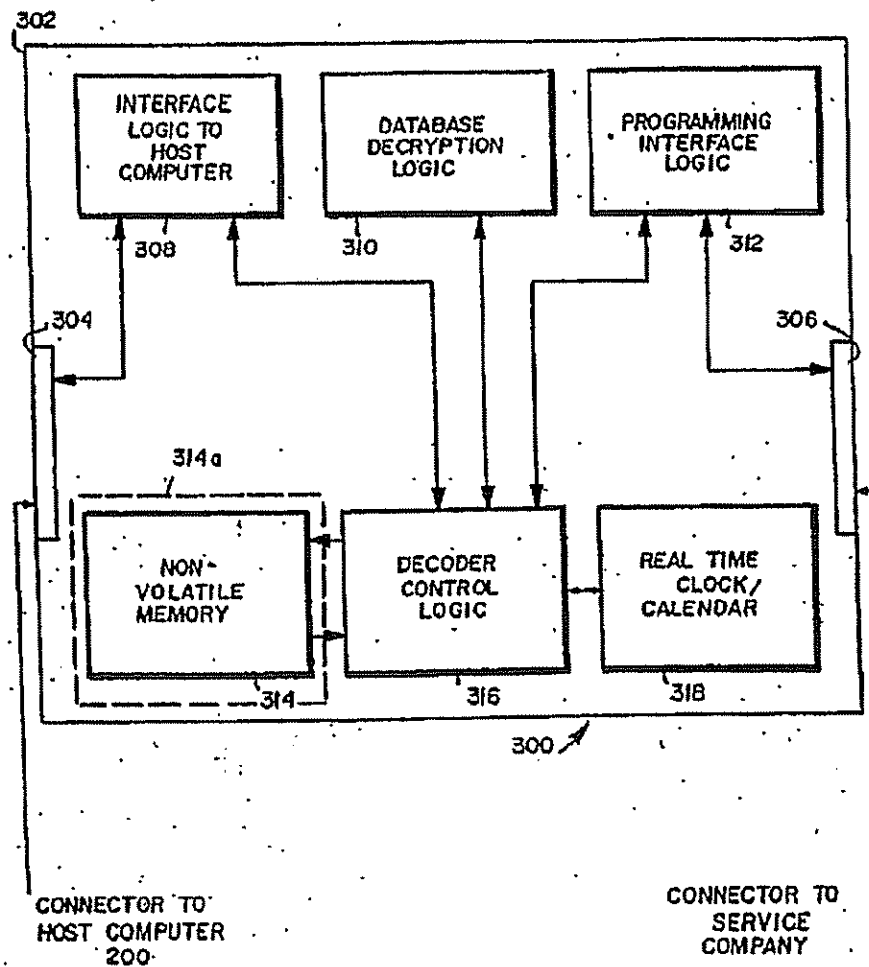 302
INTERFACE
LOGIC TO
HOST
COMPUTER
308
DATABASE
DECRYPTION
LOGIC
310
PROGRAMMING
INTERFACE
LOGIC
312
304
306
314a
NON-
VOLATILE
MEMORY
314
DECODER
CONTROL
LOGIC
316
REAL TIME
CLOCK/
CALENDAR
318
300
CONNECTOR TO
HOST COMPUTER
200
CONNECTOR TO
SERVICE
COMPANY